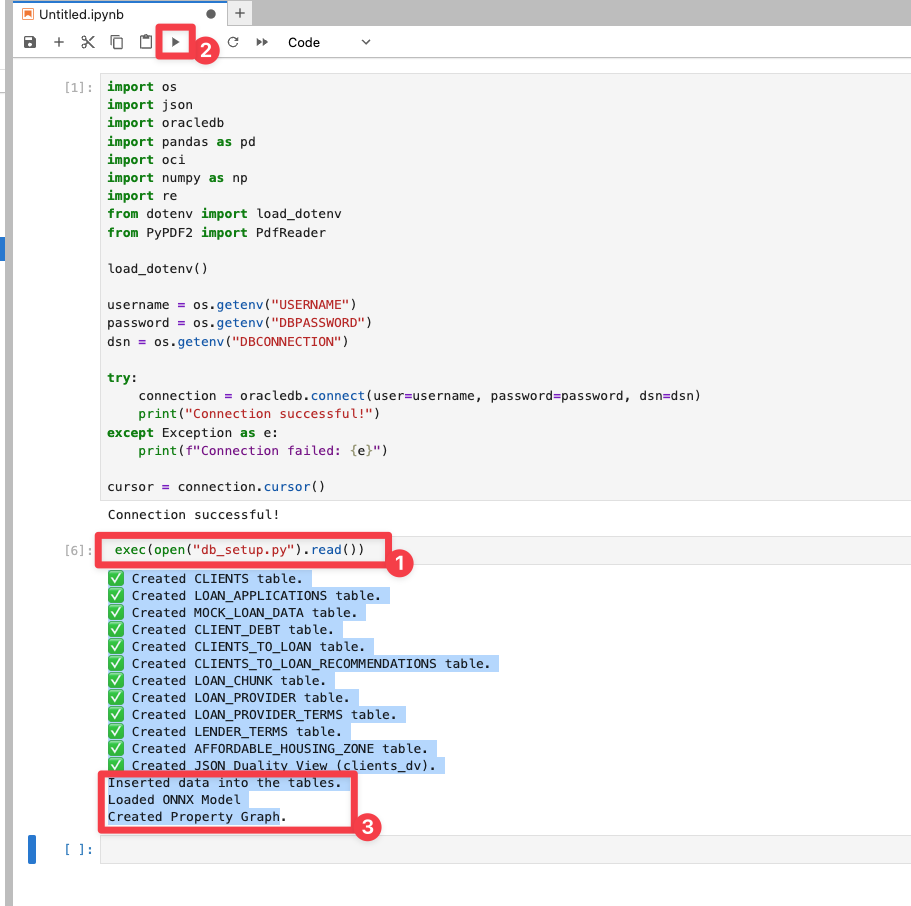 Untitled.ipynb
2
Code
[1]:
import os
import json
import oracledb
import pandas as pd
import oci
import numpy as np
import re
from dotenv import load_dotenv
from PyPDF2 import PdfReader
load_dotenv()
username = os.getenv("USERNAME")
password = os.getenv("DBPASSWORD")
dsn = os.getenv("DBCONNECTION")
try:
    connection = oracledb.connect(user=username, password=password, dsn=dsn)
    print("Connection successful!")
except Exception as e:
    print(f"Connection failed: {e}")
cursor = connection.cursor()
Connection successful!
[6]:
exec(open("db_setup.py").read())
1
✅ Created CLIENTS table.
✅ Created LOAN_APPLICATIONS table.
✅ Created MOCK_LOAN_DATA table.
✅ Created CLIENT_DEBT table.
✅ Created CLIENTS_TO_LOAN table.
✅ Created CLIENTS_TO_LOAN_RECOMMENDATIONS table.
✅ Created LOAN_CHUNK table.
✅ Created LOAN_PROVIDER table.
✅ Created LOAN_PROVIDER_TERMS table.
✅ Created LENDER_TERMS table.
✅ Created AFFORDABLE_HOUSING_ZONE table.
✅ Created JSON Duality View (clients_dv).
Inserted data into the tables.
Loaded ONNX Model
Created Property Graph.
3
[ ]: